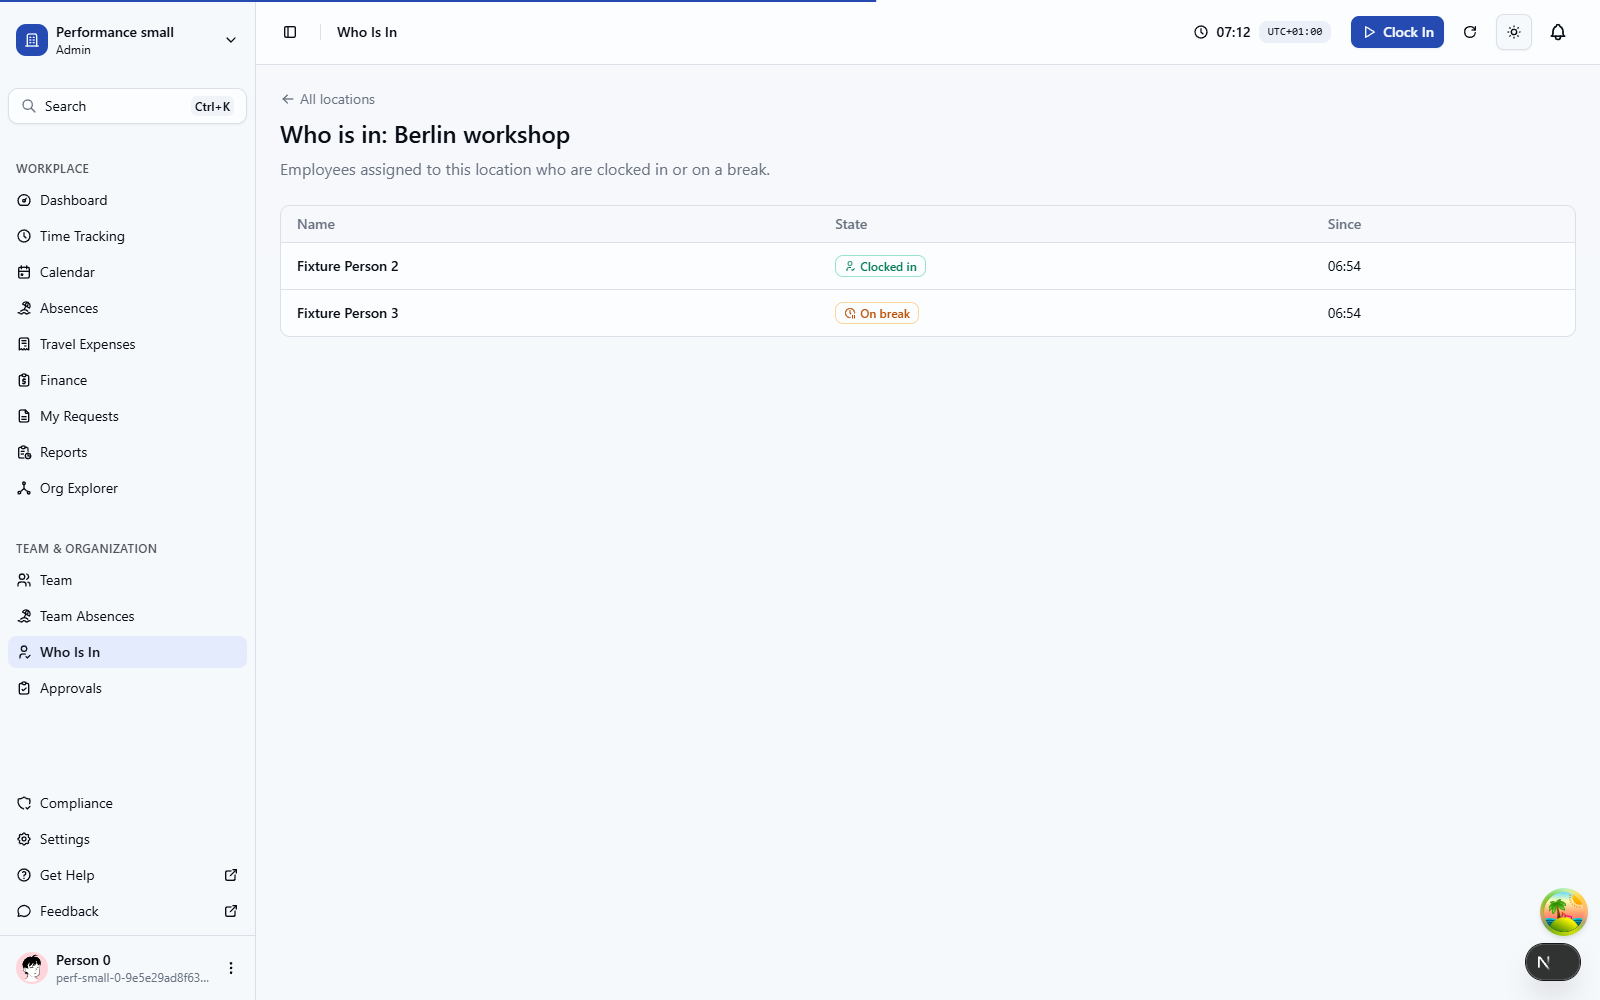 Performance small
Admin
Search
Ctrl+K
WORKPLACE
Dashboard
Time Tracking
Calendar
Absences
Travel Expenses
Finance
My Requests
Reports
Org Explorer
TEAM & ORGANIZATION
Team
Team Absences
Who Is In
Approvals
Compliance
Settings
Get Help
Feedback
Person 0
perf-small-0-9e5e29ad8f63...
Who Is In
07:12 UTC+01:00
Clock In
All locations
Who is in: Berlin workshop
Employees assigned to this location who are clocked in or on a break.
Name State Since
Fixture Person 2 Clocked in 06:54
Fixture Person 3 On break 06:54
N